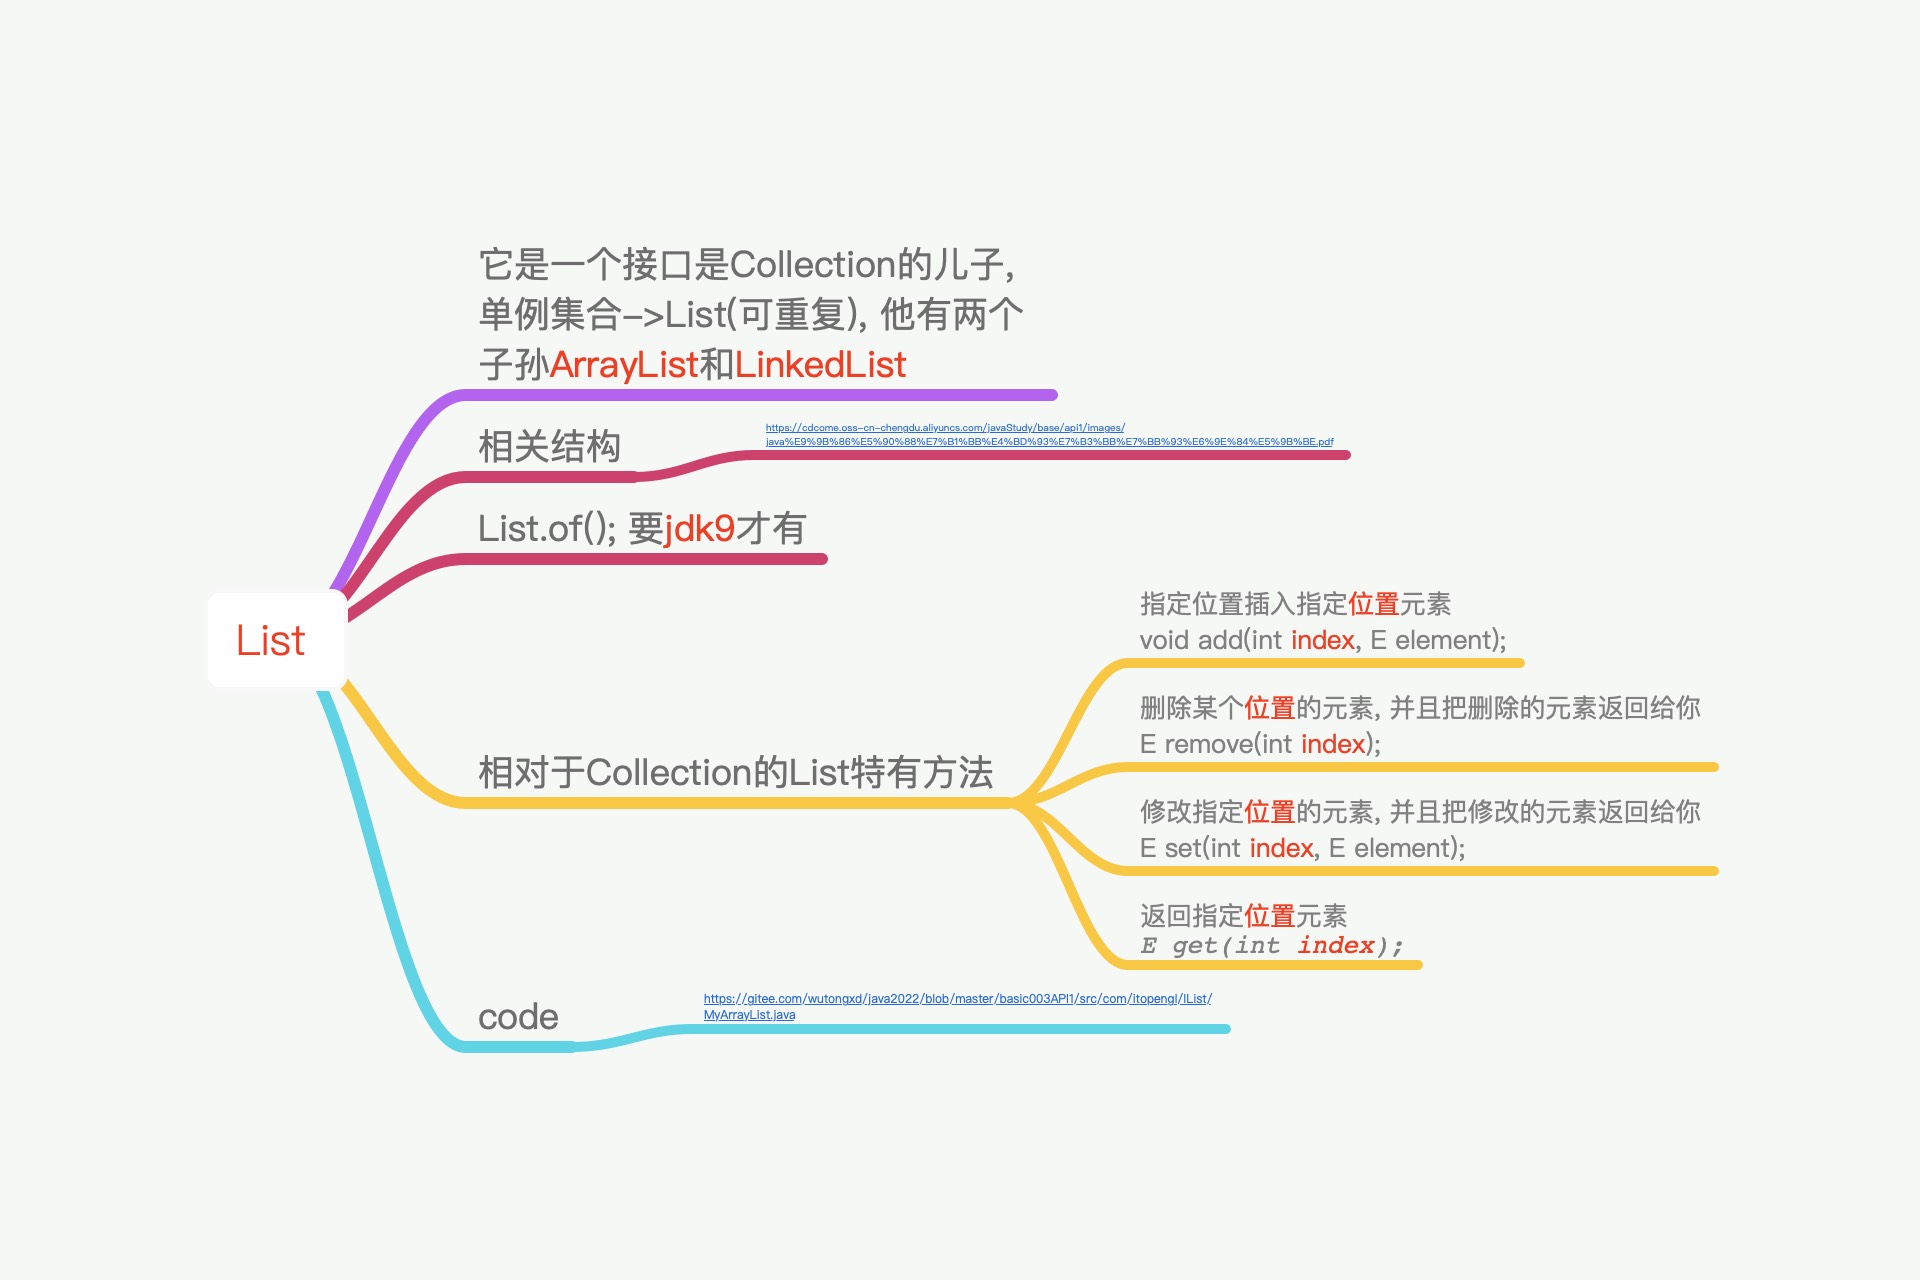 List
它是一个接口是Collection的儿子,
单例集合->List(可重复), 他有两个
子孙ArrayList和LinkedList
相关结构
https://cdcome.oss-cn-chengdu.aliyuncs.com/javaStudy/base/api1/images/
java%E9%9B%86%E5%90%88%E7%B1%BB%E4%BD%93%E7%B3%BB%E7%BB%93%E6%9E%84%E5%9B%BE.pdf
List.of(); 要jdk9才有
相对于Collection的List特有方法
指定位置插入指定位置元素
void add(int index, E element);
删除某个位置的元素, 并且把删除的元素返回给你
E remove(int index);
修改指定位置的元素, 并且把修改的元素返回给你
E set(int index, E element);
返回指定位置元素
E get(int index);
code
https://gitee.com/wutongxd/java2022/blob/master/basic003API1/src/com/itopengl/IList/
MyArrayList.java